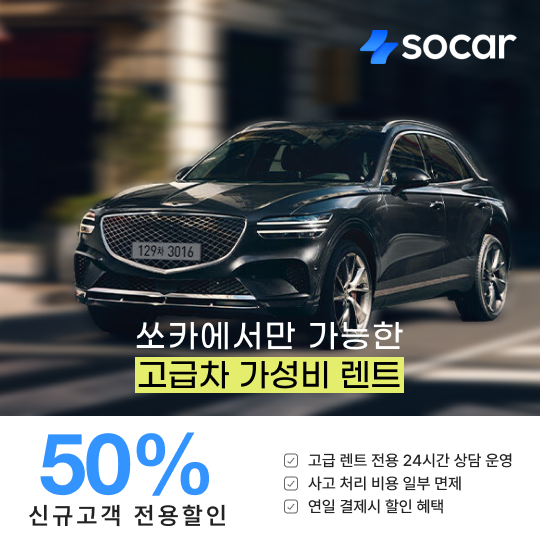 socar
129차 3016
쏘카에서만 가능한
고급차 가성비 렌트
50%
신규고객 전용할인
고급 렌트 전용 24시간 상담 운영
사고 처리 비용 일부 면제
연일 결제시 할인 혜택